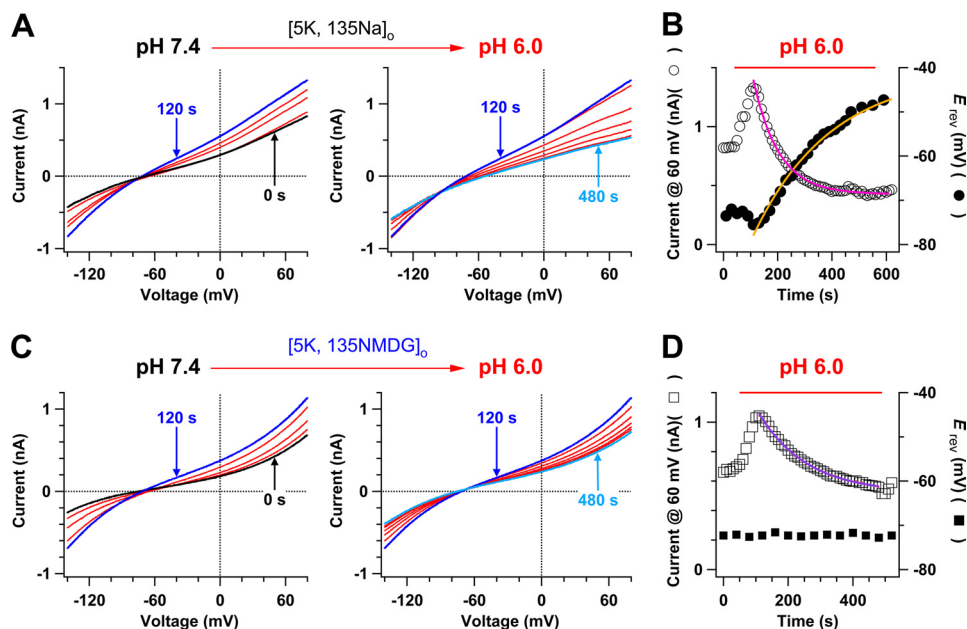 A
[5K, 135Na]o
pH 7.4
pH 6.0
Current (nA)
1
0
-1
120 s
0 s
-120
-60
0
60
Voltage (mV)
Current (nA)
1
0
-1
120 s
480 s
-120
-60
0
60
Voltage (mV)
B
pH 6.0
Current @ 60 mV (nA)( )
1
0
-40
-60
-80
E rev (mV)( )
0
200
400
600
Time (s)
C
[5K, 135NMDG]o
pH 7.4
pH 6.0
Current (nA)
1
0
-1
120 s
0 s
-120
-60
0
60
Voltage (mV)
Current (nA)
1
0
-1
120 s
480 s
-120
-60
0
60
Voltage (mV)
D
pH 6.0
Current @ 60 mV (nA)( )
1
0
-40
-60
-80
E rev (mV)( )
0
200
400
Time (s)